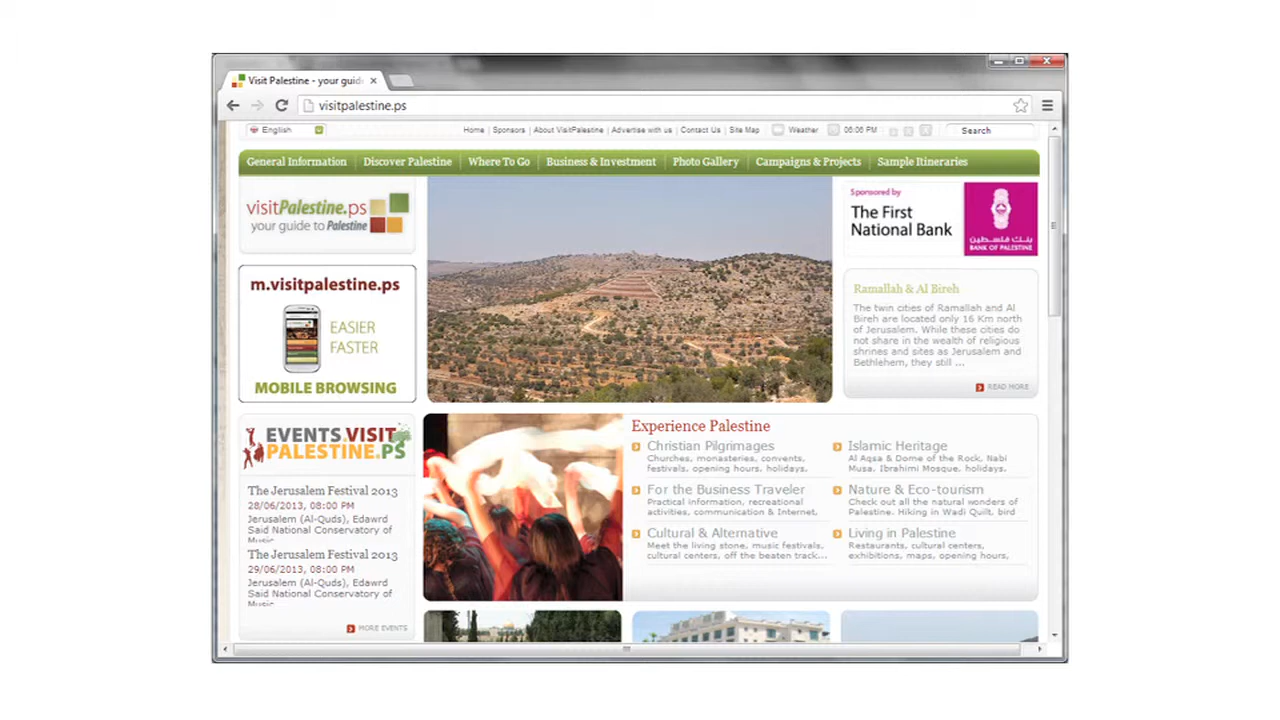 Visit Palestine - your guid
visitpalestine.ps
English
Home | Sponsors | About VisitPalestine | Advertise with us | Contact Us | Site Map
Weather
06:06 PM
Search
General Information
Discover Palestine
Where To Go
Business & Investment
Photo Gallery
Campaigns & Projects
Sample Itineraries
visitPalestine.ps
your guide to Palestine
Sponsored by
The First
National Bank
بنك فلسطين
BANK OF PALESTINE
m.visitpalestine.ps
EASIER
FASTER
MOBILE BROWSING
Ramallah & Al Bireh
The twin cities of Ramallah and Al
Bireh are located only 16 Km north
of Jerusalem. While these cities do
not share in the wealth of religious
shrines and sites as Jerusalem and
Bethlehem, they still ...
READ MORE
EVENTS.VISIT
PALESTINE.PS
The Jerusalem Festival 2013
28/06/2013, 08:00 PM
Jerusalem (Al-Quds), Edawrd
Said National Conservatory of
Music
The Jerusalem Festival 2013
29/06/2013, 08:00 PM
Jerusalem (Al-Quds), Edawrd
Said National Conservatory of
Music
MORE EVENTS
Experience Palestine
Christian Pilgrimages
Churches, monasteries, convents,
festivals, opening hours, holidays,
Islamic Heritage
Al Aqsa & Dome of the Rock, Nabi
Musa, Ibrahimi Mosque, holidays,
For the Business Traveler
Practical information, recreational
activities, communication & Internet,
Nature & Eco-tourism
Check out all the natural wonders of
Palestine. Hiking in Wadi Quilt, bird
Cultural & Alternative
Meet the living stone, music festivals,
cultural centers, off the beaten track...
Living in Palestine
Restaurants, cultural centers,
exhibitions, maps, opening hours,